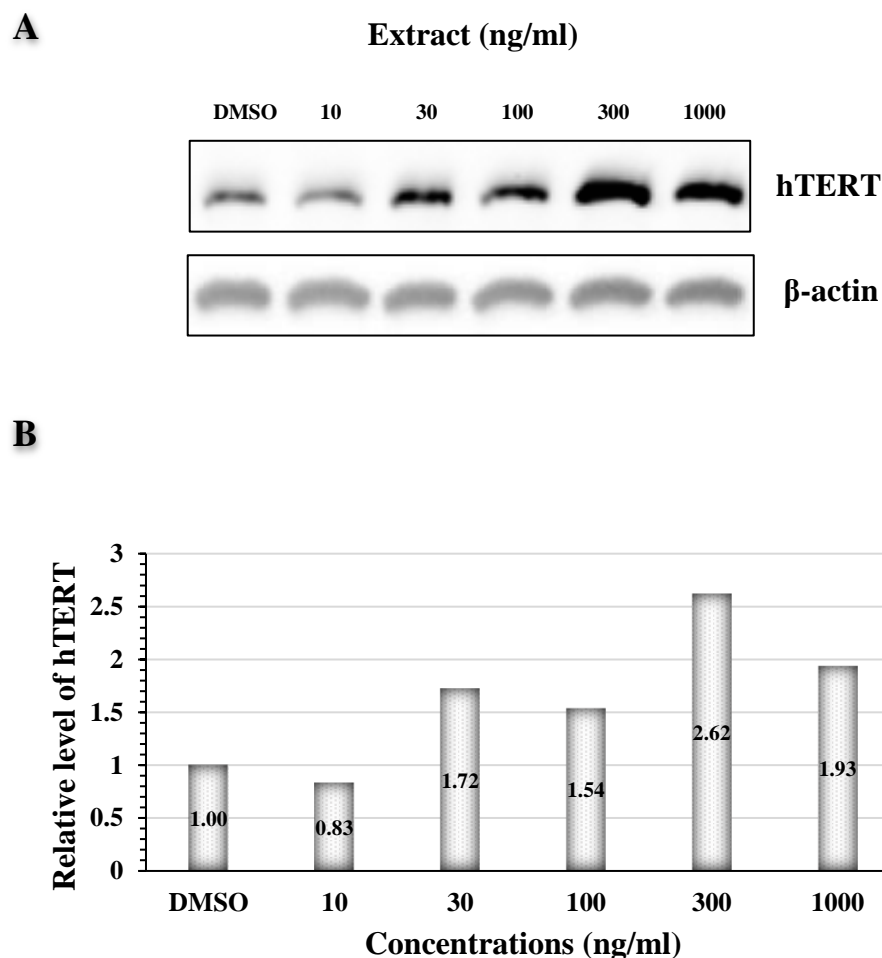 A
Extract (ng/ml)
DMSO 10 30 100 300 1000
hTERT
β-actin
B
Relative level of hTERT
3
2.5
2
1.5
1
0.5
0
1.00 0.83 1.72 1.54 2.62 1.93
DMSO 10 30 100 300 1000
Concentrations (ng/ml)